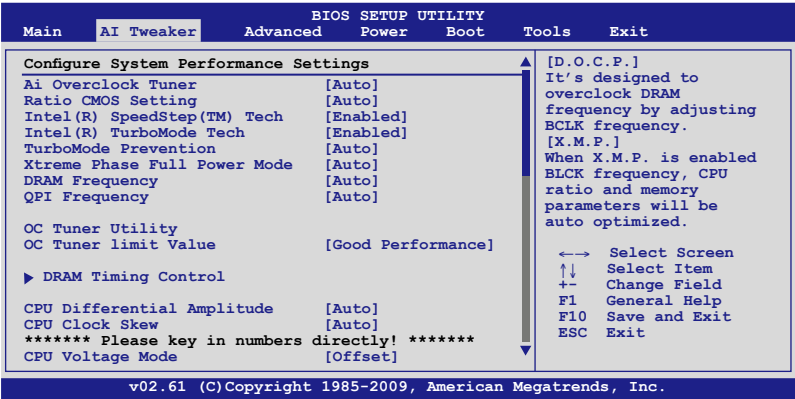 BIOS SETUP UTILITY
Main AI Tweaker Advanced Power Boot Tools Exit
Configure System Performance Settings
Ai Overclock Tuner [Auto]
Ratio CMOS Setting [Auto]
Intel(R) SpeedStep(TM) Tech [Enabled]
Intel(R) TurboMode Tech [Enabled]
TurboMode Prevention [Auto]
Xtreme Phase Full Power Mode [Auto]
DRAM Frequency [Auto]
QPI Frequency [Auto]
OC Tuner Utility
OC Tuner limit Value [Good Performance]
▶ DRAM Timing Control
CPU Differential Amplitude [Auto]
CPU Clock Skew [Auto]
******* Please key in numbers directly! *******
CPU Voltage Mode [Offset]
[D.O.C.P.]
It's designed to
overclock DRAM
frequency by adjusting
BCLK frequency.
[X.M.P.]
When X.M.P. is enabled
BLCK frequency, CPU
ratio and memory
parameters will be
auto optimized.
←→ Select Screen
↑↓ Select Item
+- Change Field
F1 General Help
F10 Save and Exit
ESC Exit
v02.61 (C)Copyright 1985-2009, American Megatrends, Inc.